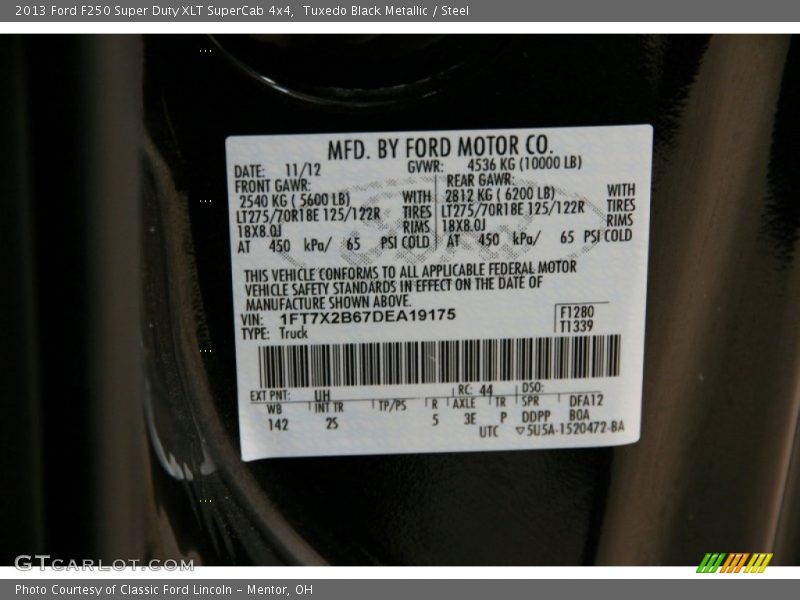 2013 Ford F250 Super Duty XLT SuperCab 4x4, Tuxedo Black Metallic / Steel
MFD. BY FORD MOTOR CO.
DATE: 11/12 GVWR: 4536 KG (10000 LB)
FRONT GAWR: REAR GAWR:
2540 KG ( 5600 LB) WITH 2812 KG ( 6200 LB) WITH
LT275/70R18E 125/122R TIRES LT275/70R18E 125/122R TIRES
18X8.0J RIMS 18X8.0J RIMS
AT 450 kPa/ 65 PSI COLD AT 450 kPa/ 65 PSI COLD
THIS VEHICLE CONFORMS TO ALL APPLICABLE FEDERAL MOTOR
VEHICLE SAFETY STANDARDS IN EFFECT ON THE DATE OF
MANUFACTURE SHOWN ABOVE.
VIN: 1FT7X2B67DEA19175 F1280
TYPE: Truck T1339
EXT PNT: UH RC: 44 DSO:
WB INT TR TP/PS R AXLE TR SPR DFA12
142 2S 5 3E P DDPP BOA
UTC ▽5U5A-1520472-BA
GTCARLOT.COM
Photo Courtesy of Classic Ford Lincoln - Mentor, OH